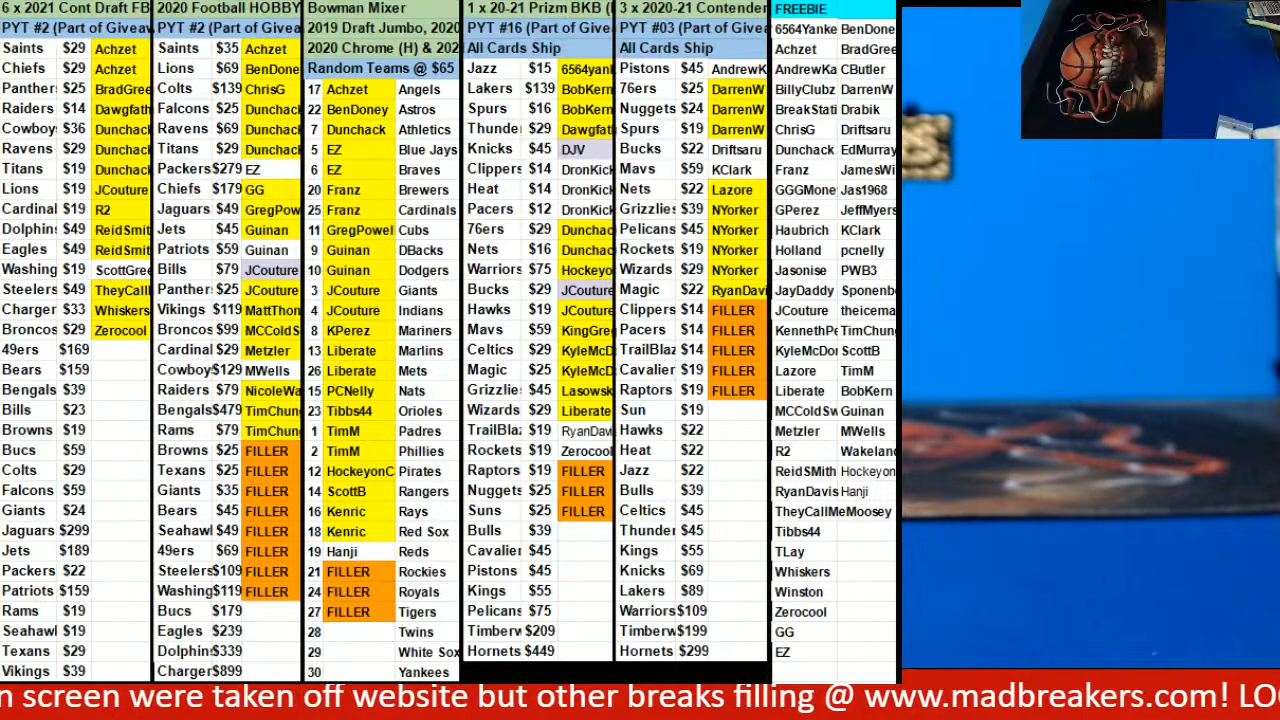 6 x 2021 Cont Draft FB
PYT #2 (Part of Giveaw
Saints $29 Achzet
Chiefs $29 Achzet
Panther $25 BradGree
Raiders $14 Dawgfath
Cowboy $36 Dunchack
Ravens $29 Dunchack
Titans $19 Dunchack
Lions $19 JCouture
Cardinal $19 R2
Dolphin $49 ReidSmit
Eagles $49 ReidSmit
Washing $19 ScottGree
Steelers $49 TheyCall
Charger $33 Whiskers
Broncos $29 Zerocool
49ers $169
Bears $159
Bengals $39
Bills $23
Browns $19
Bucs $59
Colts $29
Falcons $59
Giants $24
Jaguars $299
Jets $189
Packers $22
Patriots $159
Rams $19
Seahawl $19
Texans $29
Vikings $39
2020 Football HOBBY
PYT #2 (Part of Givea
Saints $35 Achzet
Lions $69 BenDone
Colts $139 ChrisG
Falcons $25 Dunchack
Ravens $69 Dunchack
Titans $29 Dunchack
Packers $279 EZ
Chiefs $179 GG
Jaguars $49 GregPow
Jets $45 Guinan
Patriots $59 Guinan
Bills $79 JCouture
Panthers $25 JCouture
Vikings $119 MattThon
Bronco $99 MCColdS
Cardinal $29 Metzler
Cowboy $129 MWells
Raiders $79 NicoleWa
Bengals $479 TimChun
Rams $79 TimChun
Browns $25 FILLER
Texans $25 FILLER
Giants $35 FILLER
Bears $45 FILLER
Seahawl $49 FILLER
49ers $69 FILLER
Steelers $109 FILLER
Washing $119 FILLER
Bucs $179
Eagles $239
Dolphin $339
Charger $899
Bowman Mixer
2019 Draft Jumbo, 2020
2020 Chrome (H) & 202
Random Teams @ $65
17 Achzet Angels
22 BenDoney Astros
7 Dunchack Athletics
5 EZ Blue Jays
6 EZ Braves
20 Franz Brewers
25 Franz Cardinals
11 GregPowel Cubs
9 Guinan DBacks
10 Guinan Dodgers
3 JCouture Giants
4 JCouture Indians
8 KPerez Mariners
13 Liberate Marlins
26 Liberate Mets
15 PCNelly Nats
23 Tibbs44 Orioles
1 TimM Padres
2 TimM Phillies
12 HockeyonC Pirates
14 ScottB Rangers
16 Kenric Rays
18 Kenric Red Sox
19 Hanji Reds
21 FILLER Rockies
24 FILLER Royals
27 FILLER Tigers
28 Twins
29 White Sox
30 Yankees
1 x 20-21 Prizm BKB (
PYT #16 (Part of Give
All Cards Ship
Jazz $15 6564yan
Lakers $139 BobKern
Spurs $16 BobKern
Thunde $29 Dawgfat
Knicks $45 DJV
Clippers $14 DronKick
Heat $14 DronKick
Pacers $12 DronKick
76ers $29 Dunchac
Nets $16 Dunchac
Warriors $75 Hockeyo
Bucks $29 JCouture
Hawks $19 JCouture
Mavs $59 KingGre
Celtics $29 KyleMcD
Magic $25 KyleMcD
Grizzlie $45 Lasowsk
Wizards $29 Liberate
TrailBlaz $19 RyanDavi
Rockets $19 Zerocool
Raptors $19 FILLER
Nuggets $25 FILLER
Suns $25 FILLER
Bulls $39
Cavalier $45
Pistons $45
Kings $55
Pelicans $75
Timberw $209
Hornets $449
3 x 2020-21 Contender
PYT #03 (Part of Givea
All Cards Ship
Pistons $45 AndrewK
76ers $25 DarrenW
Nuggets $24 DarrenW
Spurs $19 DarrenW
Bucks $22 Driftsaru
Mavs $59 KClark
Nets $22 Lazore
Grizzlies $39 NYorker
Pelicans $45 NYorker
Rockets $19 NYorker
Wizards $29 NYorker
Magic $22 RyanDavi
Clippers $14 FILLER
Pacers $14 FILLER
TrailBlaz $14 FILLER
Cavalier $19 FILLER
Raptors $19 FILLER
Sun $19
Hawks $22
Heat $22
Jazz $22
Bulls $39
Celtics $45
Thunder $45
Kings $55
Knicks $69
Lakers $89
Warriors $109
Timberw $199
Hornets $299
FREEBIE
6564Yanke BenDone
Achzet BradGree
AndrewKa CButler
BillyClubz DarrenW
BreakStati Drabik
ChrisG Driftsaru
Dunchack EdMurray
Franz JamesWi
GGGMone Jas1968
GPerez JeffMyers
Haubrich KClark
Holland pcnelly
Jasonise PWB3
JayDaddy Sponenb
JCouture theicema
KennethPe TimChung
KyleMcDo ScottB
Lazore TimM
Liberate BobKern
MCColdSw Guinan
Metzler MWells
R2 Wakelan
ReidSMith Hockeyon
RyanDavis Hanji
TheyCallMeMoosey
Tibbs44
TLay
Whiskers
Winston
Zerocool
GG
EZ
n screen were taken off website but other breaks filling @ www.madbreakers.com! LO